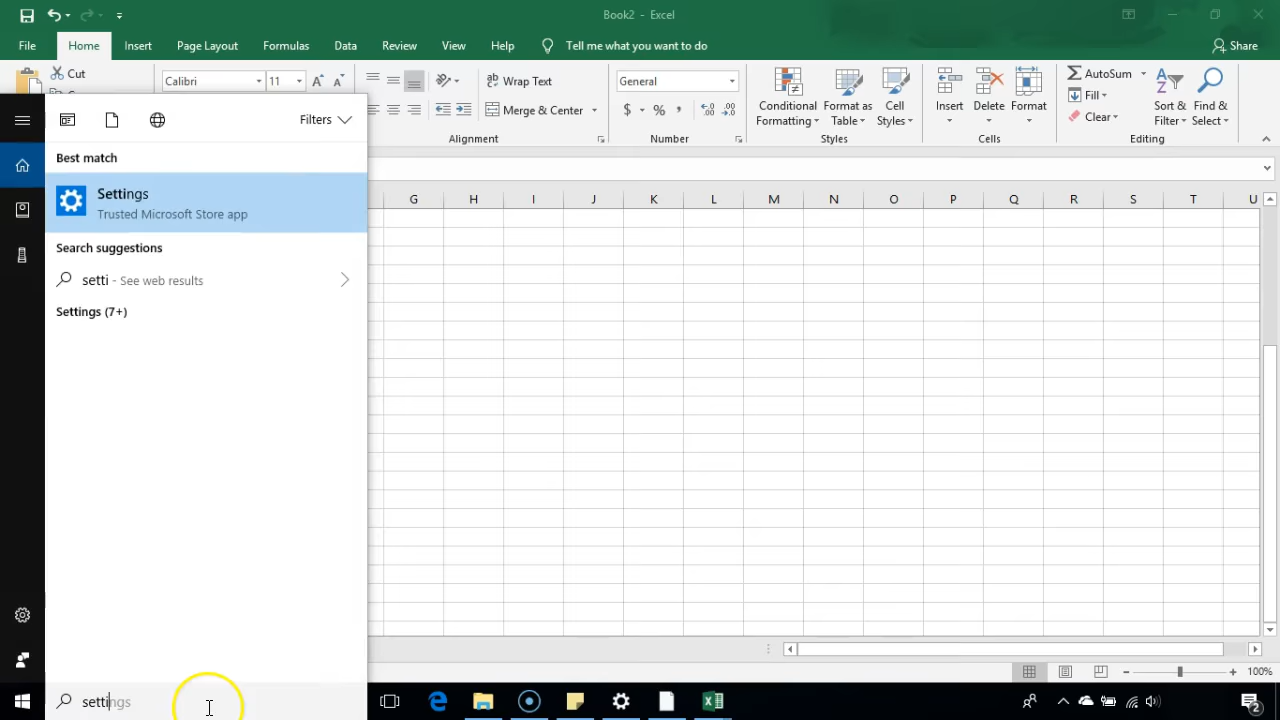 Book2 - Excel
File Home Insert Page Layout Formulas Data Review View Help Tell me what you want to do Share
Cut
Calibri 11
Wrap Text
Merge & Center
Alignment
General
$ % ,
Number
Conditional Formatting
Format as Table
Cell Styles
Styles
Insert Delete Format
Cells
AutoSum
Fill
Clear
Sort & Filter
Find & Select
Editing
Filters
Best match
Settings
Trusted Microsoft Store app
Search suggestions
setti - See web results
Settings (7+)
G H I J K L M N O P Q R S T U
100%
settings
2